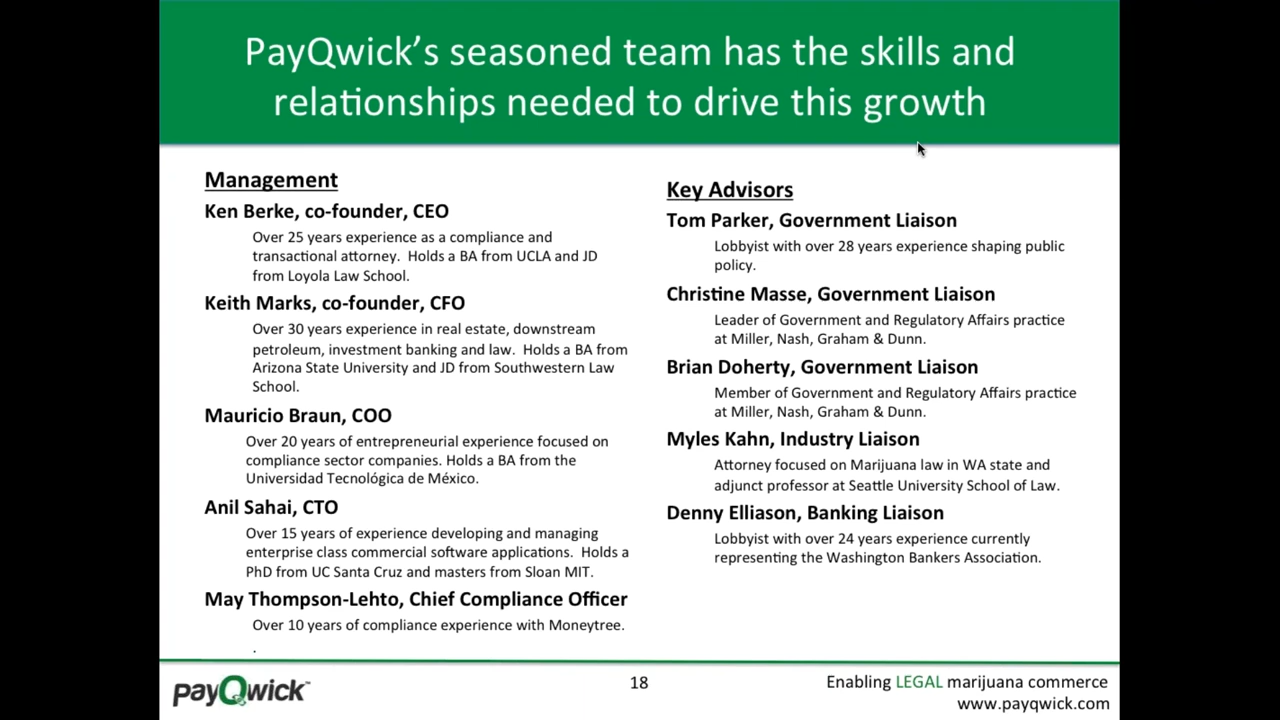 PayQwick's seasoned team has the skills and
relationships needed to drive this growth
Management
Ken Berke, co-founder, CEO
Over 25 years experience as a compliance and
transactional attorney.  Holds a BA from UCLA and JD
from Loyola Law School.
Keith Marks, co-founder, CFO
Over 30 years experience in real estate, downstream
petroleum, investment banking and law.  Holds a BA from
Arizona State University and JD from Southwestern Law
School.
Mauricio Braun, COO
Over 20 years of entrepreneurial experience focused on
compliance sector companies. Holds a BA from the
Universidad Tecnológica de México.
Anil Sahai, CTO
Over 15 years of experience developing and managing
enterprise class commercial software applications.  Holds a
PhD from UC Santa Cruz and masters from Sloan MIT.
May Thompson-Lehto, Chief Compliance Officer
Over 10 years of compliance experience with Moneytree.
.
Key Advisors
Tom Parker, Government Liaison
Lobbyist with over 28 years experience shaping public
policy.
Christine Masse, Government Liaison
Leader of Government and Regulatory Affairs practice
at Miller, Nash, Graham & Dunn.
Brian Doherty, Government Liaison
Member of Government and Regulatory Affairs practice
at Miller, Nash, Graham & Dunn.
Myles Kahn, Industry Liaison
Attorney focused on Marijuana law in WA state and
adjunct professor at Seattle University School of Law.
Denny Elliason, Banking Liaison
Lobbyist with over 24 years experience currently
representing the Washington Bankers Association.
payQwick™
18
Enabling LEGAL marijuana commerce
www.payqwick.com